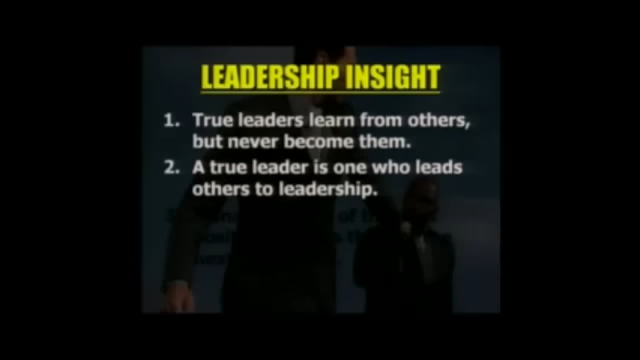 LEADERSHIP INSIGHT
1. True leaders learn from others,
but never become them.
2. A true leader is one who leads
others to leadership.